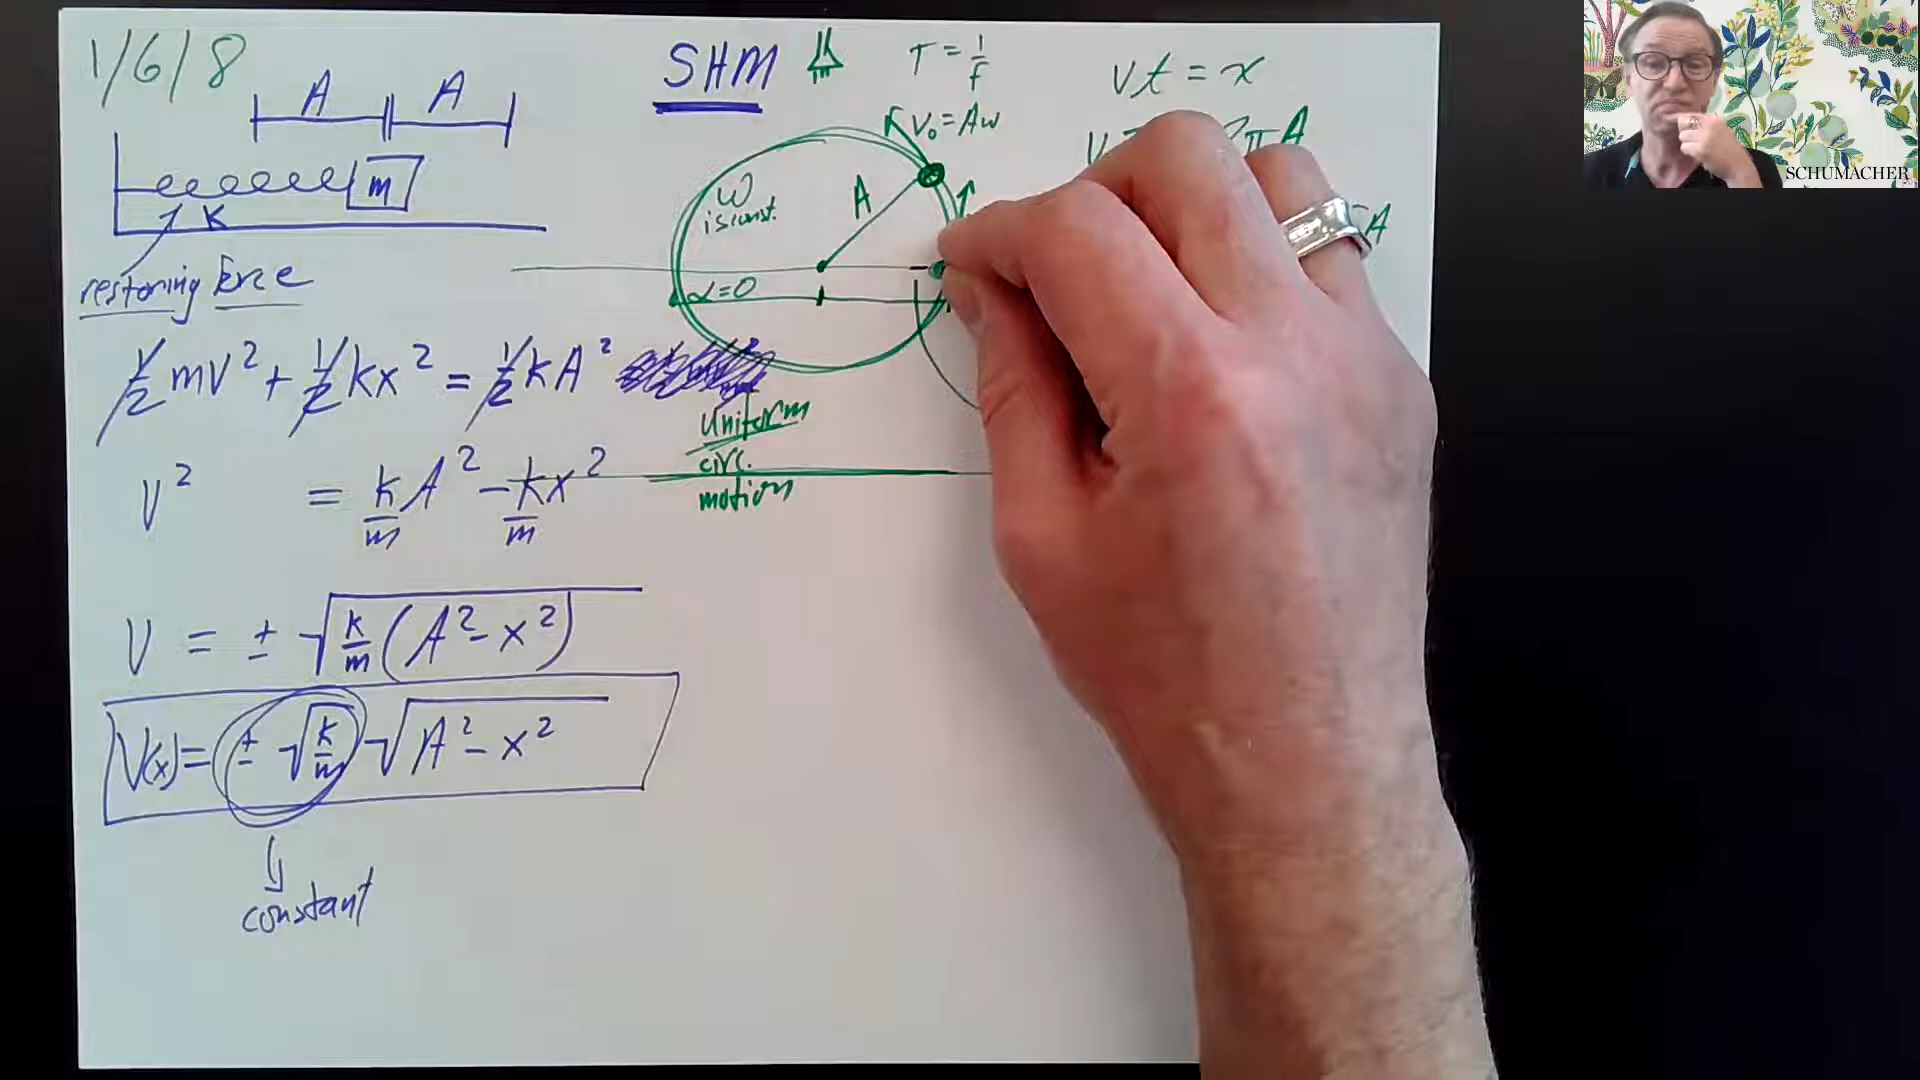 1/6/8
A A
m
K
restoring force
½mv² + ½kx² = ½kA²
v² = k/m A² - k/m x²
V = ± √(k/m (A² - x²))
V(x) = ± √(k/m) √(A² - x²)
constant
SHM
T = 1/f
V₀ = Aω
A
ω
is const.
α=0
uniform
circ.
motion
vt = x
πA
A
SCHUMACHER